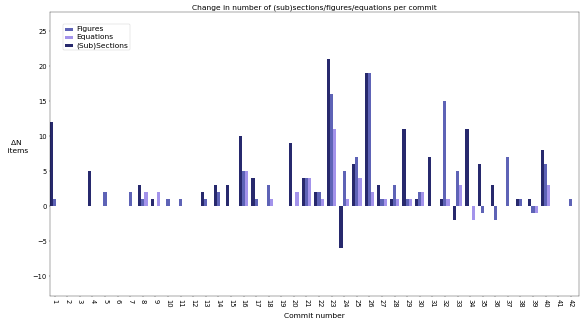 Change in number of (sub)sections/figures/equations per commit
Figures
Equations
(Sub)Sections
25
20
15
10
5
0
−5
−10
ΔN
items
1 2 3 4 5 6 7 8 9 10 11 12 13 14 15 16 17 18 19 20 21 22 23 24 25 26 27 28 29 30 31 32 33 34 35 36 37 38 39 40 41 42
Commit number